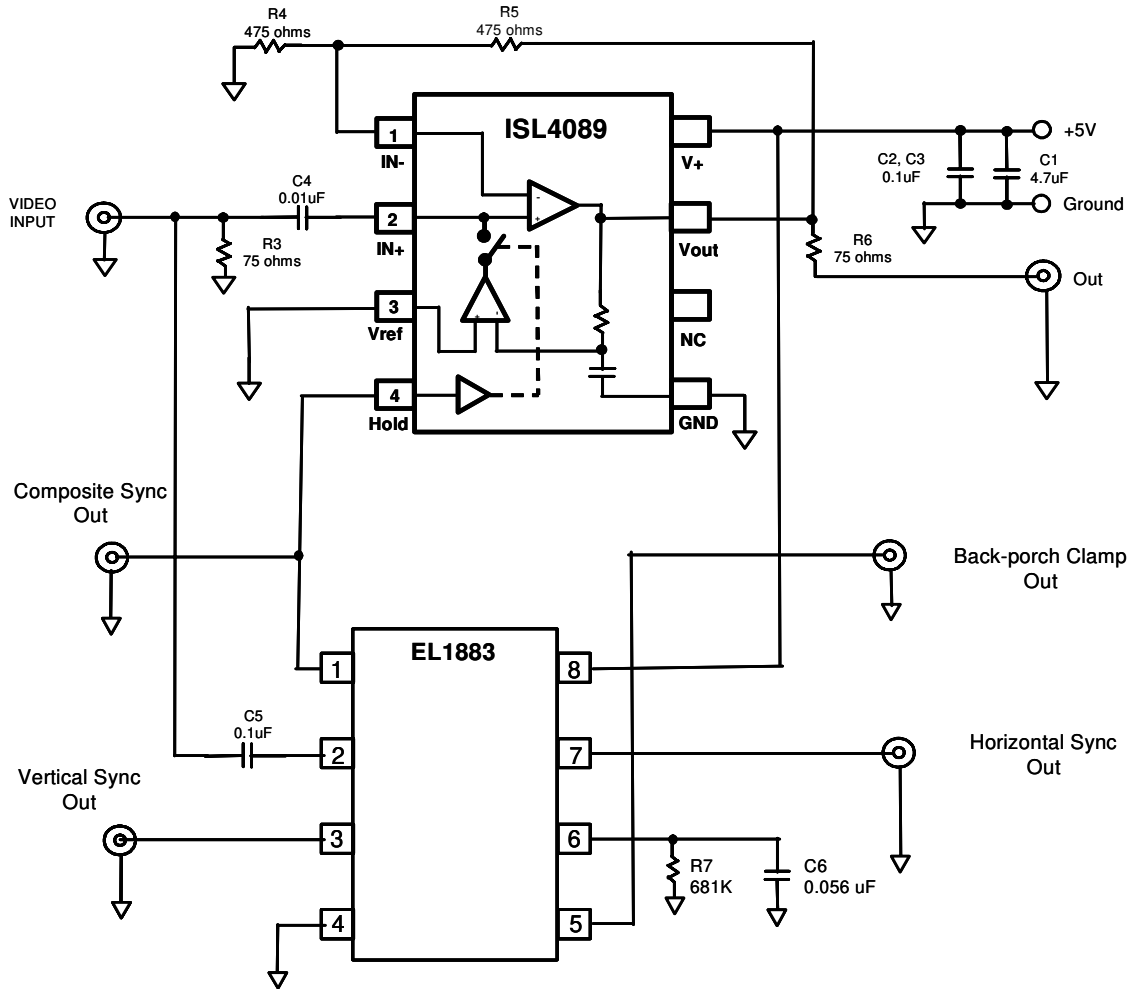 R4
475 ohms
R5
475 ohms
ISL4089
1
IN-
V+
+5V
C2, C3
0.1uF
C1
4.7uF
Ground
VIDEO
INPUT
C4
0.01uF
R3
75 ohms
2
IN+
-
+
Vout
R6
75 ohms
Out
3
Vref
+
-
NC
4
Hold
GND
Composite Sync
Out
Back-porch Clamp
Out
EL1883
1
8
C5
0.1uF
2
7
Horizontal Sync
Out
Vertical Sync
Out
3
6
R7
681K
C6
0.056 uF
4
5